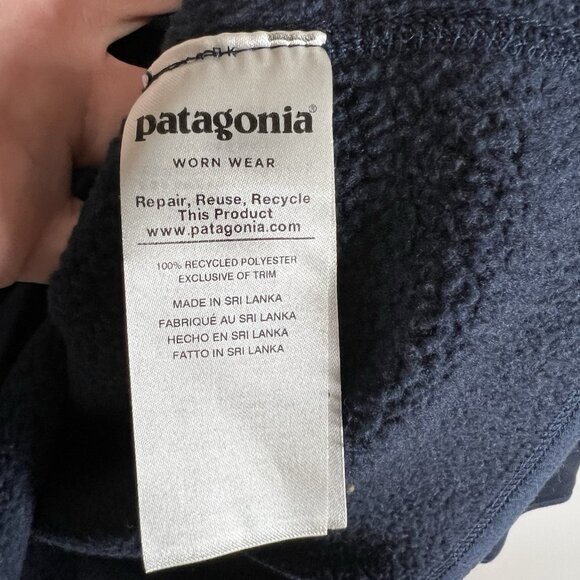 patagonia®
WORN WEAR
Repair, Reuse, Recycle
This Product
www.patagonia.com
100% RECYCLED POLYESTER
EXCLUSIVE OF TRIM
MADE IN SRI LANKA
FABRIQUÉ AU SRI LANKA
HECHO EN SRI LANKA
FATTO IN SRI LANKA